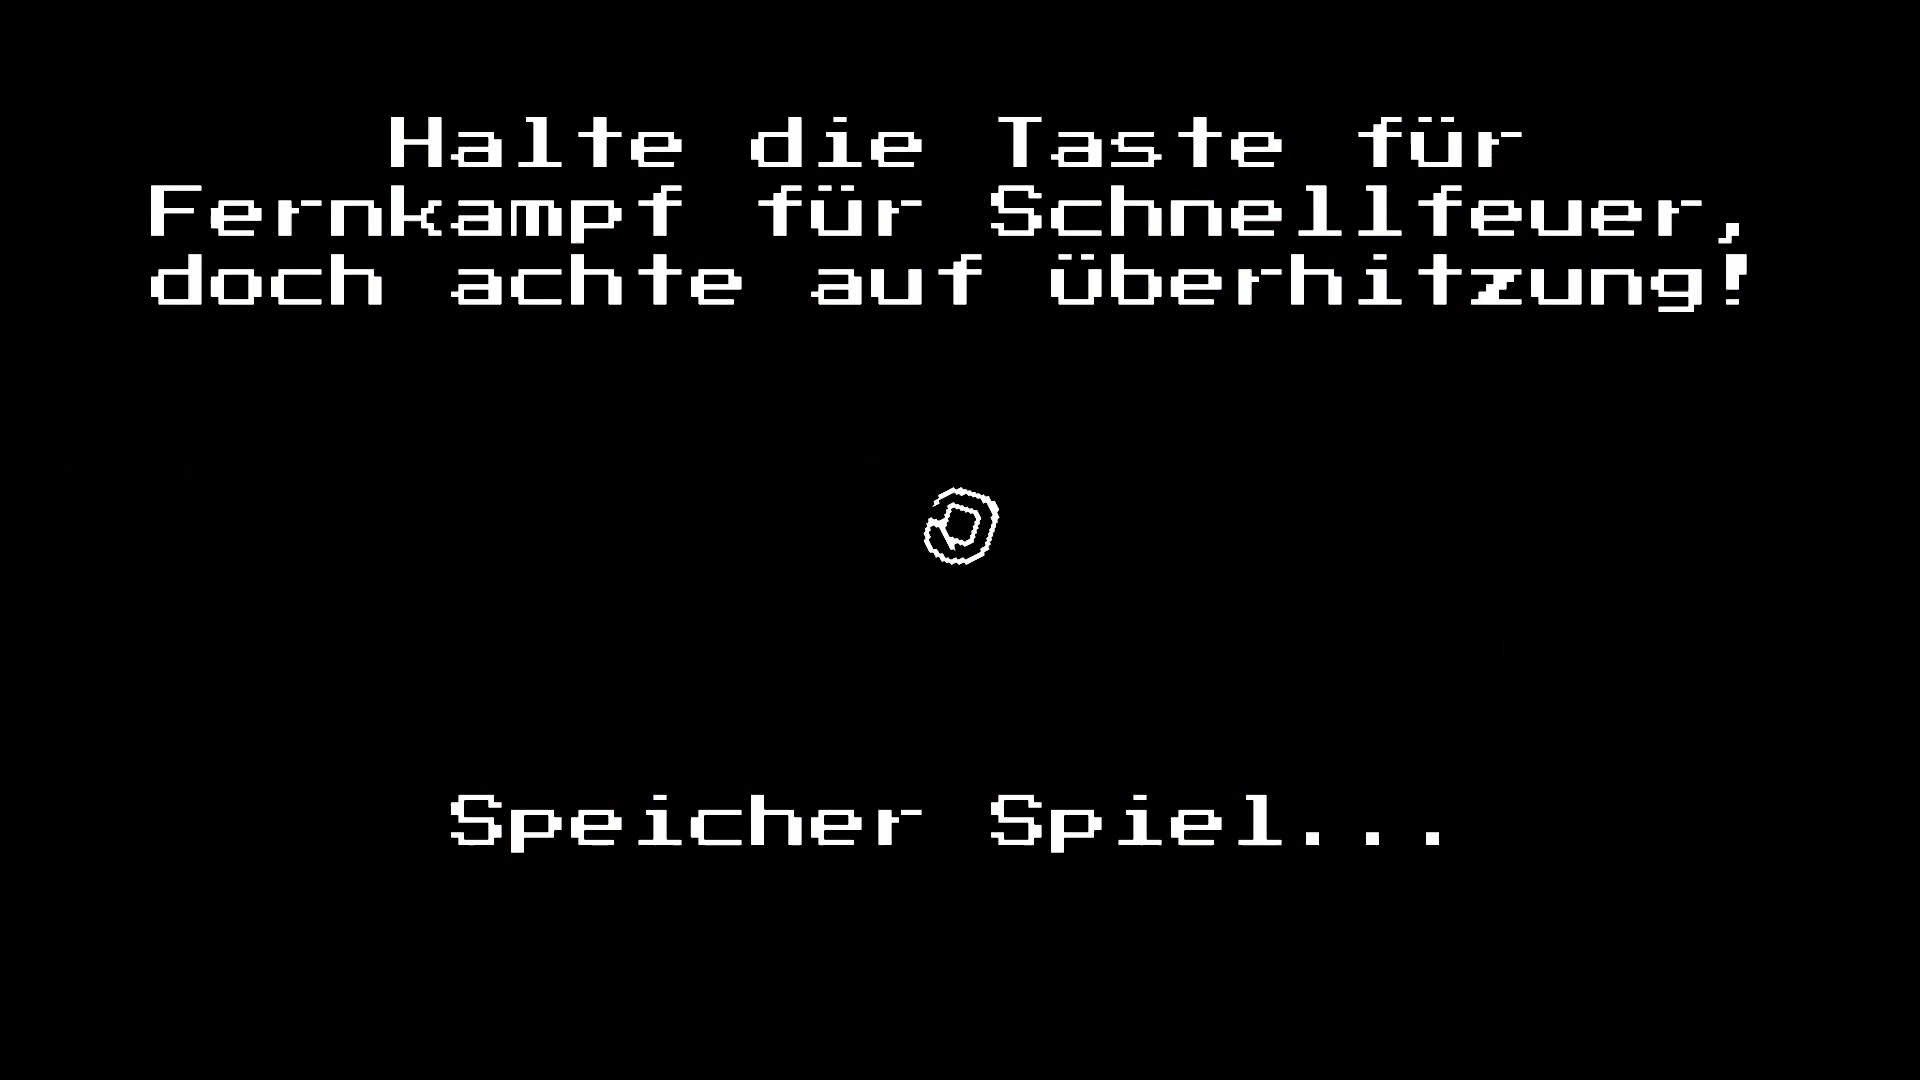 Halte die Taste für
Fernkampf für Schnellfeuer,
doch achte auf überhitzung!
Speicher Spiel...